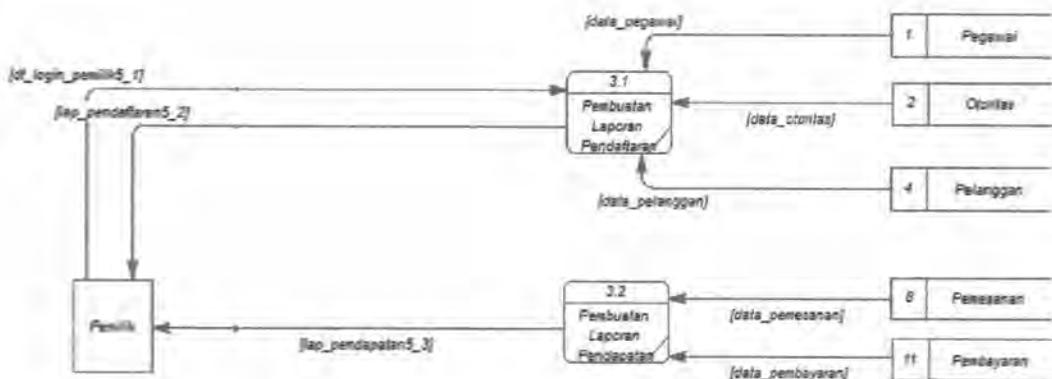 [data_pegawai]
1 Pegawai
[dt_login_pemilik5_1]
3.1
[lap_pendaftaran5_2]
Pembuatan
Laporan
Pendaftaran
2 Otoritas
[data_otoritas]
4 Pelanggan
[data_pelanggan]
3.2
8 Pemesanan
Pemilik
Pembuatan
Laporan
Pendapatan
[data_pemesanan]
[lap_pendapatan5_3]
11 Pembayaran
[data_pembayaran]